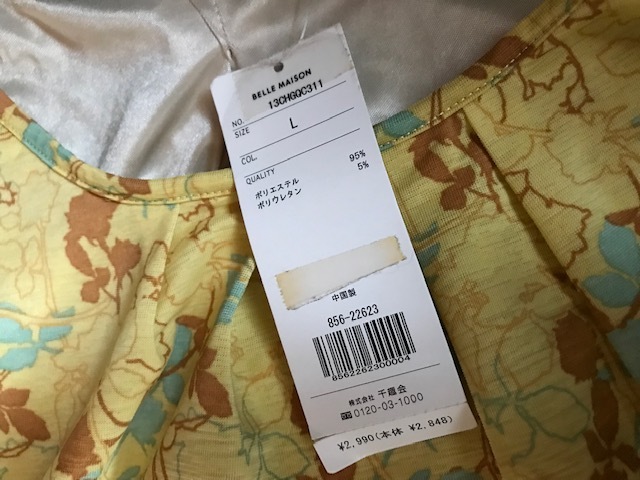 BELLE MAISON
NO. 13CHGQC311
SIZE L
COL.
QUALITY
ポリエステル 95%
ポリウレタン 5%
中国製
856-22623
8562262300004
株式会社 千趣会
0120-03-1000
¥2,990(本体 ¥2,848)